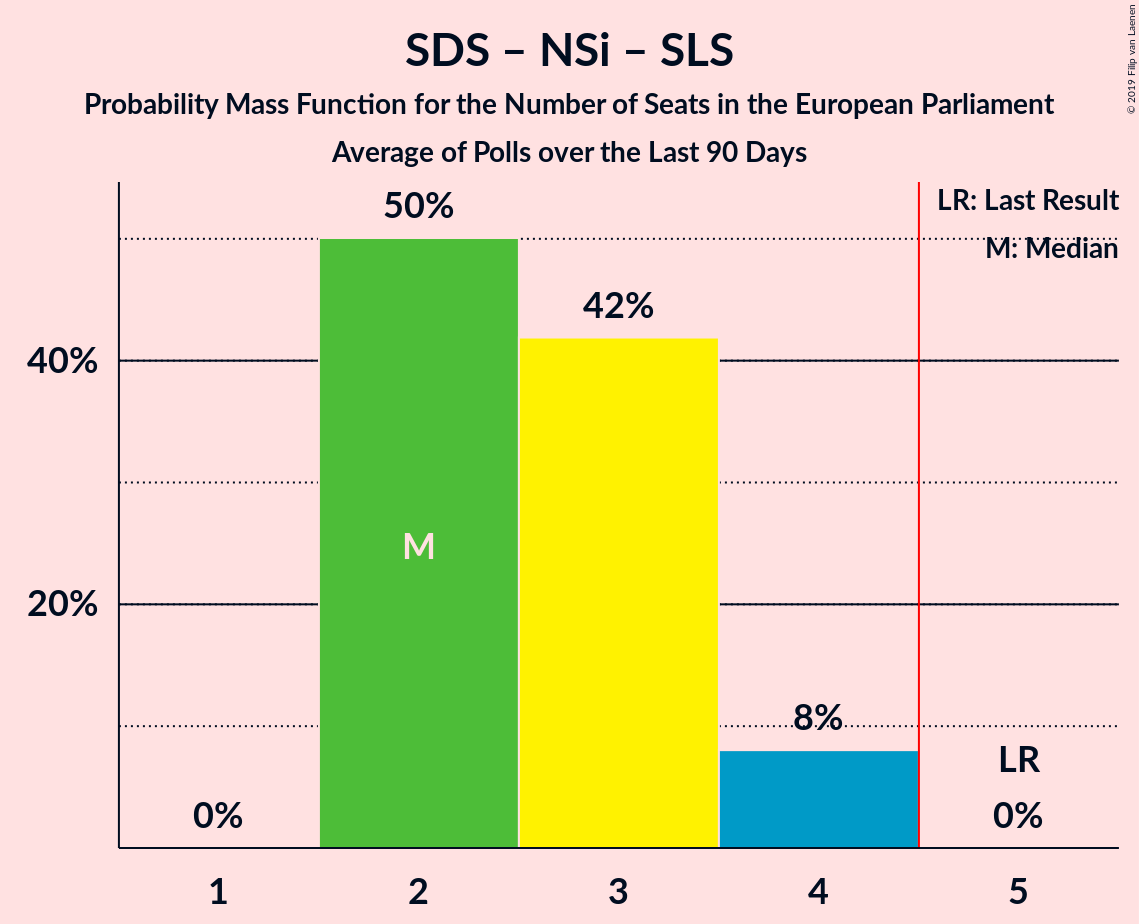 SDS – NSi – SLS
Probability Mass Function for the Number of Seats in the European Parliament
Average of Polls over the Last 90 Days
© 2019 Filip van Laenen
LR: Last Result
M: Median
50%
42%
40%
M
20%
8%
LR
0%
0%
1 2 3 4 5